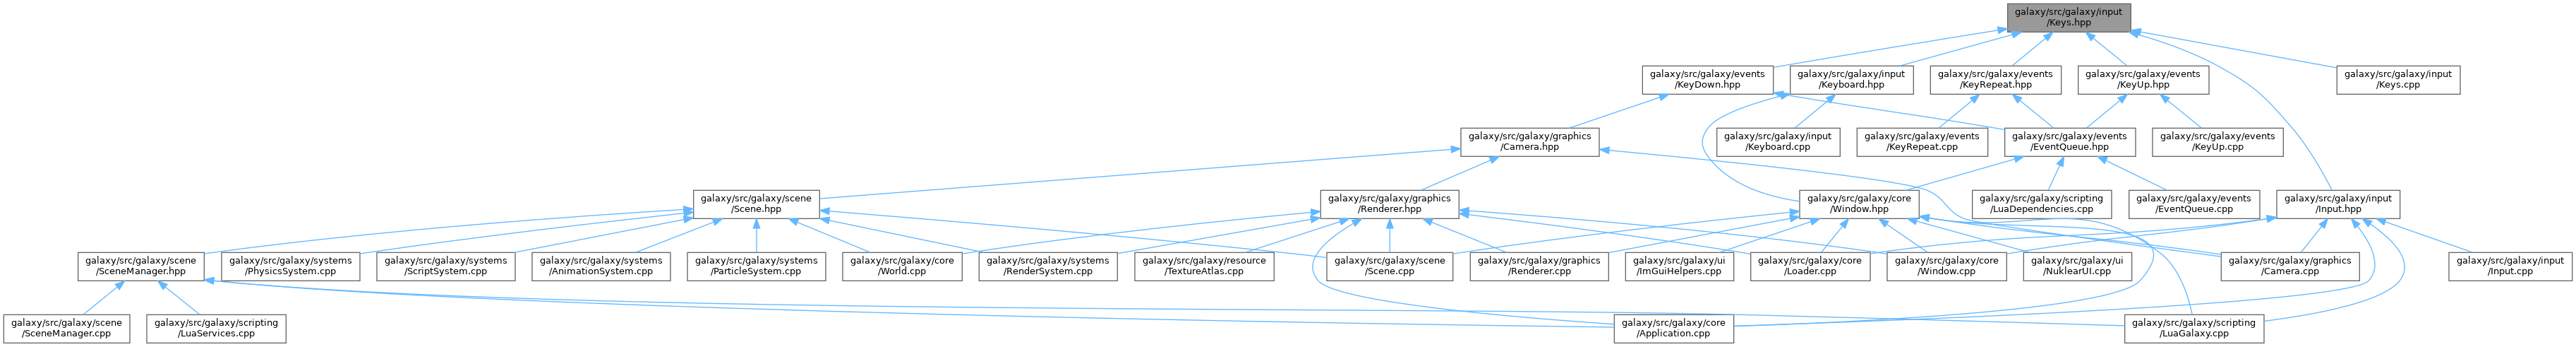 galaxy/src/galaxy/input
/Keys.hpp
galaxy/src/galaxy/events
/KeyDown.hpp
galaxy/src/galaxy/input
/Keyboard.hpp
galaxy/src/galaxy/events
/KeyRepeat.hpp
galaxy/src/galaxy/events
/KeyUp.hpp
galaxy/src/galaxy/input
/Keys.cpp
galaxy/src/galaxy/graphics
/Camera.hpp
galaxy/src/galaxy/input
/Keyboard.cpp
galaxy/src/galaxy/events
/KeyRepeat.cpp
galaxy/src/galaxy/events
/EventQueue.hpp
galaxy/src/galaxy/events
/KeyUp.cpp
galaxy/src/galaxy/scene
/Scene.hpp
galaxy/src/galaxy/graphics
/Renderer.hpp
galaxy/src/galaxy/core
/Window.hpp
galaxy/src/galaxy/scripting
/LuaDependencies.cpp
galaxy/src/galaxy/events
/EventQueue.cpp
galaxy/src/galaxy/input
/Input.hpp
galaxy/src/galaxy/scene
/SceneManager.hpp
galaxy/src/galaxy/systems
/PhysicsSystem.cpp
galaxy/src/galaxy/systems
/ScriptSystem.cpp
galaxy/src/galaxy/systems
/AnimationSystem.cpp
galaxy/src/galaxy/systems
/ParticleSystem.cpp
galaxy/src/galaxy/core
/World.cpp
galaxy/src/galaxy/systems
/RenderSystem.cpp
galaxy/src/galaxy/resource
/TextureAtlas.cpp
galaxy/src/galaxy/scene
/Scene.cpp
galaxy/src/galaxy/graphics
/Renderer.cpp
galaxy/src/galaxy/ui
/ImGuiHelpers.cpp
galaxy/src/galaxy/core
/Loader.cpp
galaxy/src/galaxy/core
/Window.cpp
galaxy/src/galaxy/ui
/NuklearUI.cpp
galaxy/src/galaxy/graphics
/Camera.cpp
galaxy/src/galaxy/input
/Input.cpp
galaxy/src/galaxy/scene
/SceneManager.cpp
galaxy/src/galaxy/scripting
/LuaServices.cpp
galaxy/src/galaxy/core
/Application.cpp
galaxy/src/galaxy/scripting
/LuaGalaxy.cpp